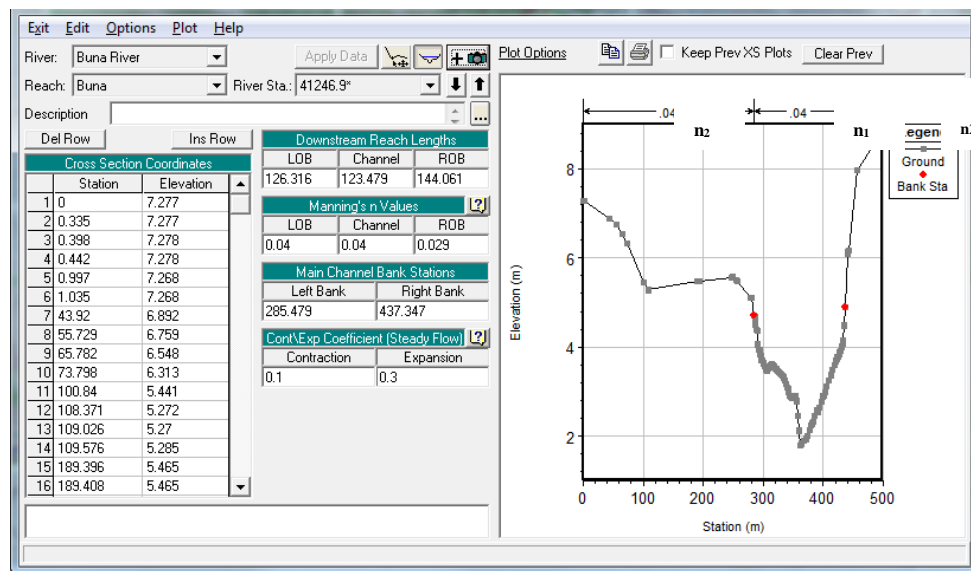 Exit Edit Options Plot Help
River: Buna River Apply Data
Reach: Buna River Sta.: 41246.9*
Description ...
Del Row Ins Row
Cross Section Coordinates
Station Elevation
1 0 7.277
2 0.335 7.277
3 0.398 7.278
4 0.442 7.278
5 0.997 7.268
6 1.035 7.268
7 43.92 6.892
8 55.729 6.759
9 65.782 6.548
10 73.798 6.313
11 100.84 5.441
12 108.371 5.272
13 109.026 5.27
14 109.576 5.285
15 189.396 5.465
16 189.408 5.465
Downstream Reach Lengths
LOB Channel ROB
126.316 123.479 144.061
Manning's n Values ?
LOB Channel ROB
0.04 0.04 0.029
Main Channel Bank Stations
Left Bank Right Bank
285.479 437.347
Cont\Exp Coefficient (Steady Flow) ?
Contraction Expansion
0.1 0.3
Plot Options Keep Prev XS Plots Clear Prev
.04 .04
n₂ n₁
Ground
Bank Sta
Elevation (m)
8
6
4
2
0 100 200 300 400 500
Station (m)